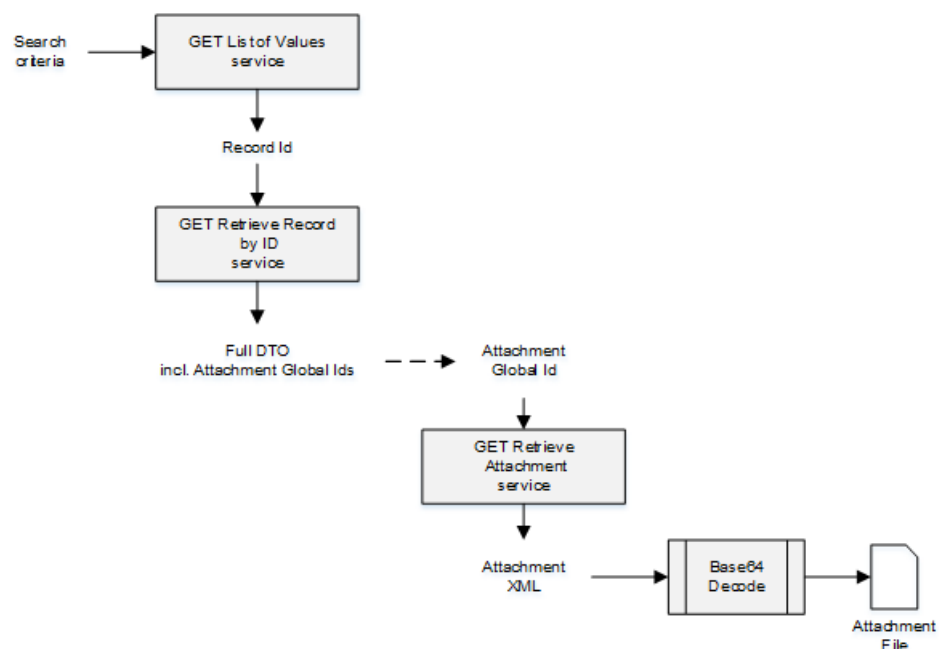 Search
criteria
GET List of Values
service
Record Id
GET Retrieve Record
by ID
service
Full DTO
incl. Attachment Global Ids
Attachment
Global Id
GET Retrieve
Attachment
service
Attachment
XML
Base64
Decode
Attachment
File